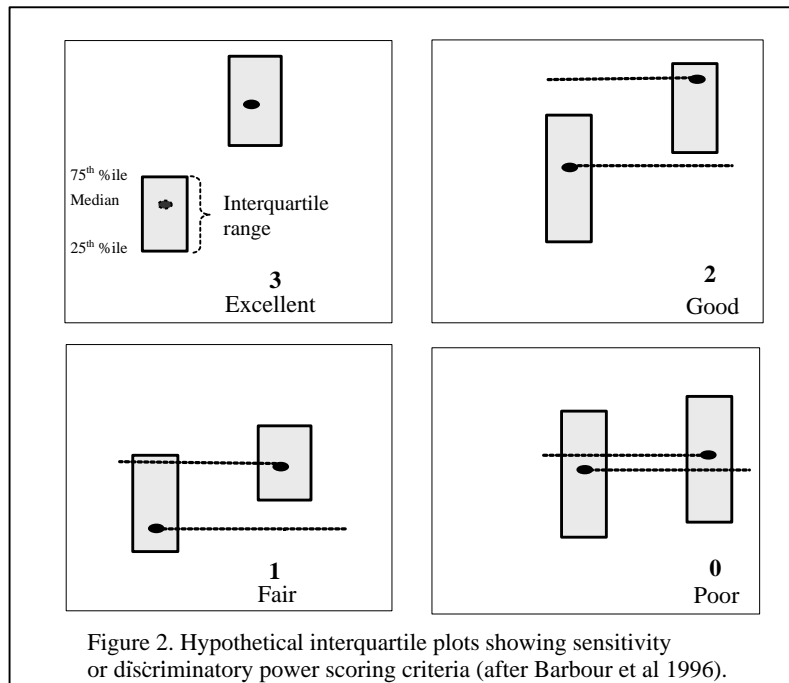 75th %ile
Median
25th %ile
Interquartile
range
3
Excellent
2
Good
1
Fair
0
Poor
Figure 2. Hypothetical interquartile plots showing sensitivity
or discriminatory power scoring criteria (after Barbour et al 1996).